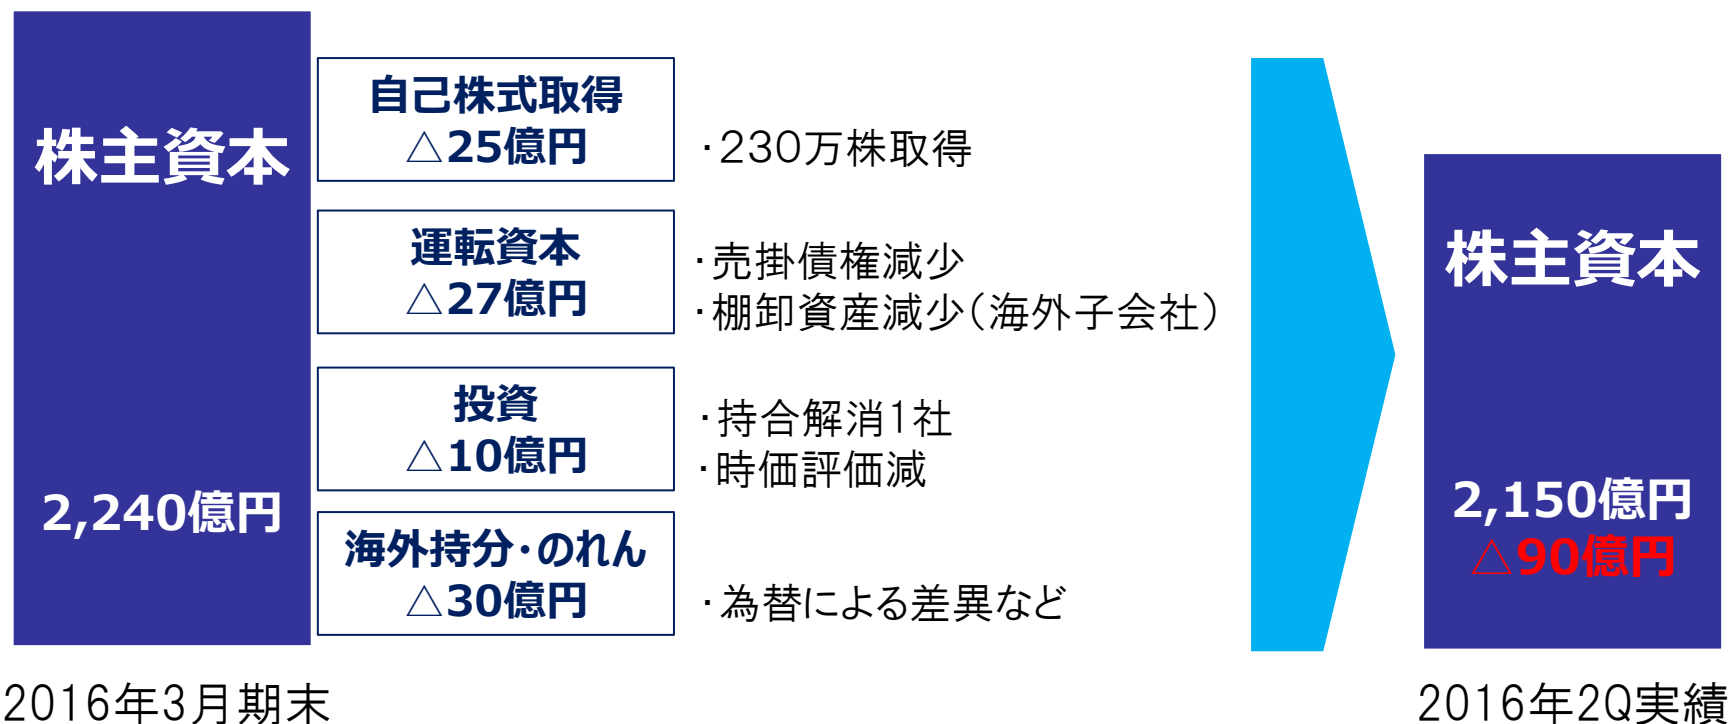 株主資本
2,240億円
2016年3月期末
自己株式取得
△25億円
・230万株取得
運転資本
△27億円
・売掛債権減少
・棚卸資産減少(海外子会社)
投資
△10億円
・持合解消1社
・時価評価減
海外持分・のれん
△30億円
・為替による差異など
株主資本
2,150億円
△90億円
2016年2Q実績